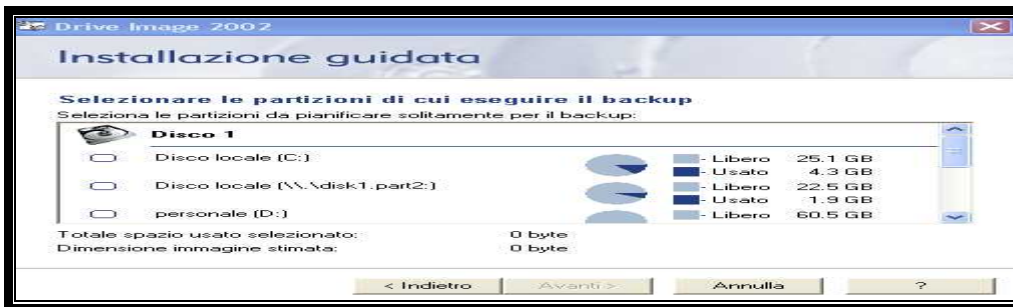 Drive Image 2002
Installazione guidata
Selezionare le partizioni di cui eseguire il backup
Seleziona le partizioni da pianificare solitamente per il backup:
Disco 1
Disco locale (C:) - Libero 25.1 GB
- Usato 4.3 GB
Disco locale (\\.\disk1.part2:) - Libero 22.5 GB
- Usato 1.9 GB
personale (D:) - Libero 60.5 GB
Totale spazio usato selezionato: 0 byte
Dimensione immagine stimata: 0 byte
< Indietro Avanti > Annulla ?